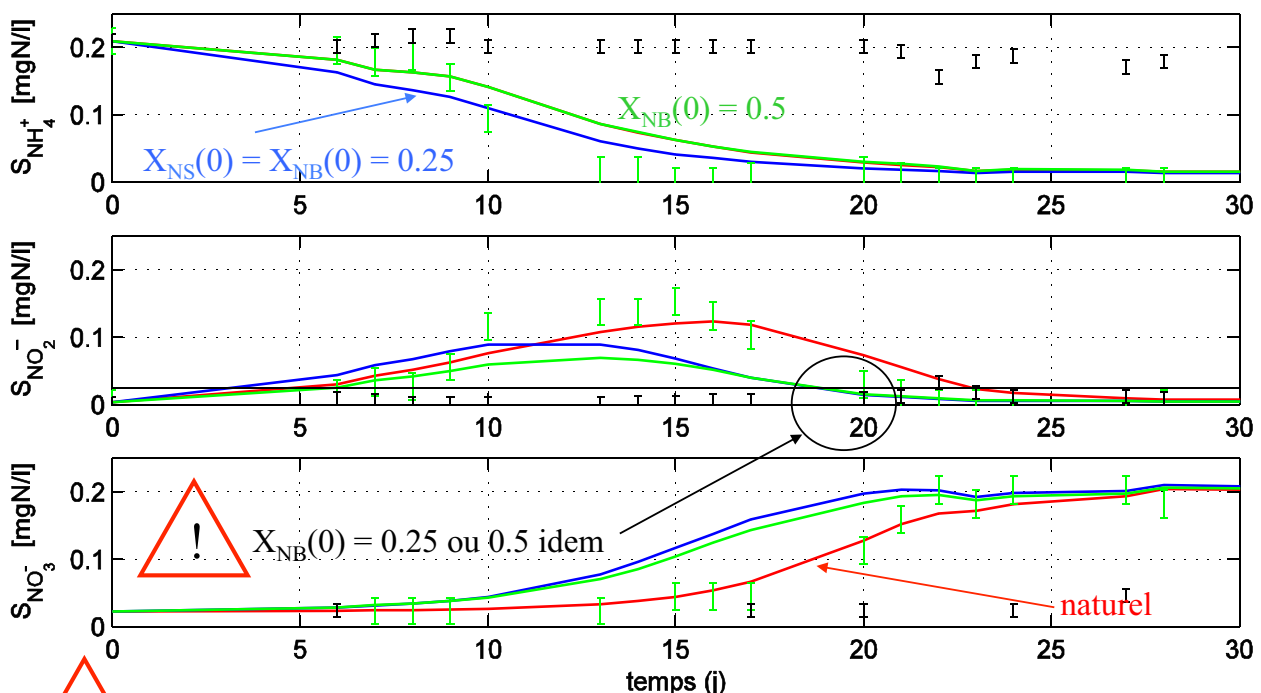 S_NH4+ [mgN/l]
0.2
0.1
0
X_NB(0) = 0.5
X_NS(0) = X_NB(0) = 0.25
0 5 10 15 20 25 30
S_NO2− [mgN/l]
0.2
0.1
0
0 5 10 15 20 25 30
S_NO3- [mgN/l]
0.2
0.1
0
!
X_NB(0) = 0.25 ou 0.5 idem
naturel
0 5 10 15 20 25 30
temps (j)